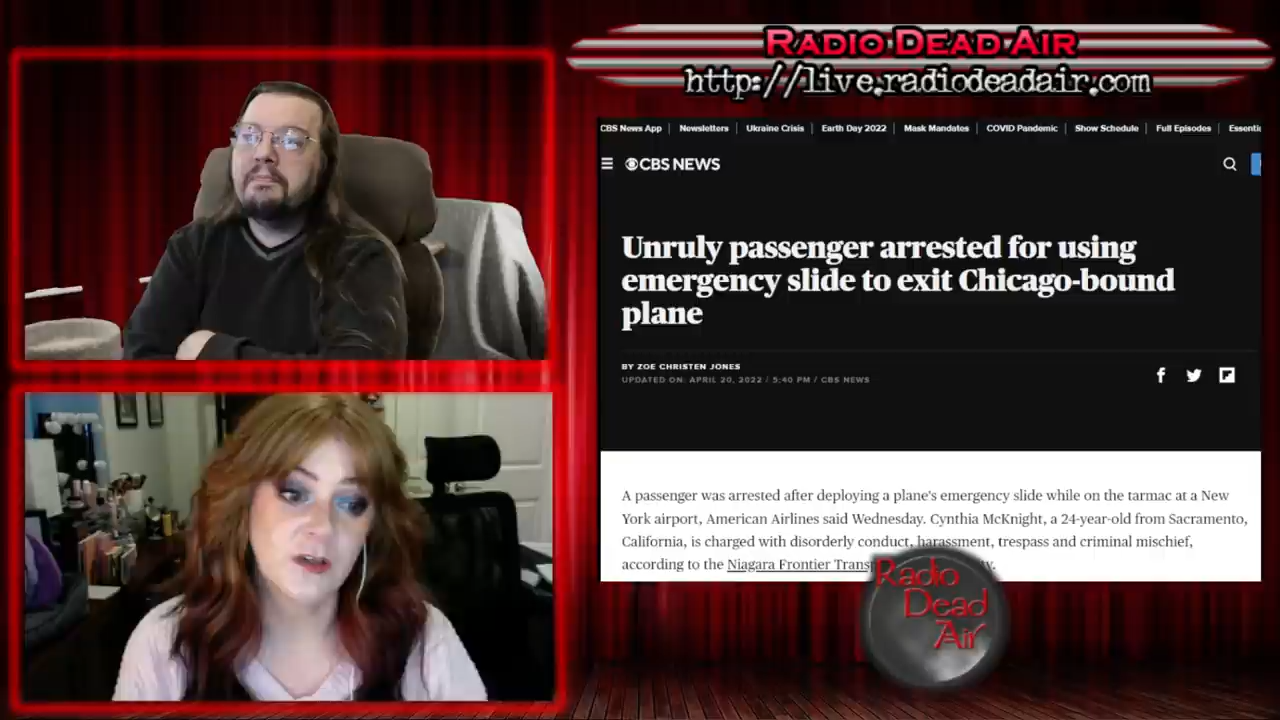 Radio Dead Air
http://live.radiodeadair.com
CBS News App | Newsletters | Ukraine Crisis | Earth Day 2022 | Mask Mandates | COVID Pandemic | Show Schedule | Full Episodes |
CBS NEWS
Unruly passenger arrested for using
emergency slide to exit Chicago-bound
plane
BY ZOE CHRISTEN JONES
UPDATED ON: APRIL 20, 2022 / 5:40 PM / CBS NEWS
A passenger was arrested after deploying a plane's emergency slide while on the tarmac at a New
York airport, American Airlines said Wednesday. Cynthia McKnight, a 24-year-old from Sacramento,
California, is charged with disorderly conduct, harassment, trespass and criminal mischief,
according to the Niagara Frontier
Radio
Dead
Air